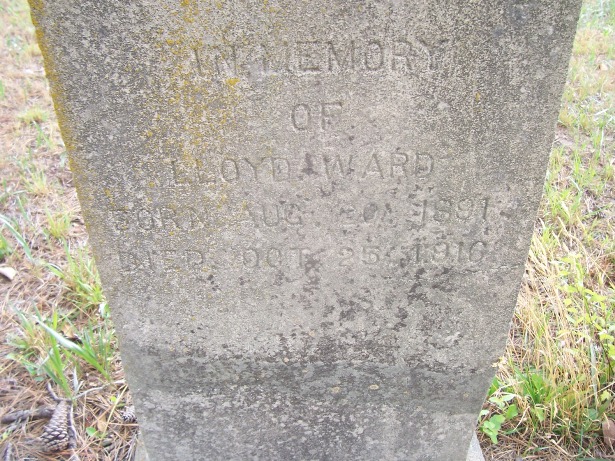 IN MEMORY
OF
LLOYD WARD
BORN AUG. 20, 1891
DIED OCT. 25, 1910